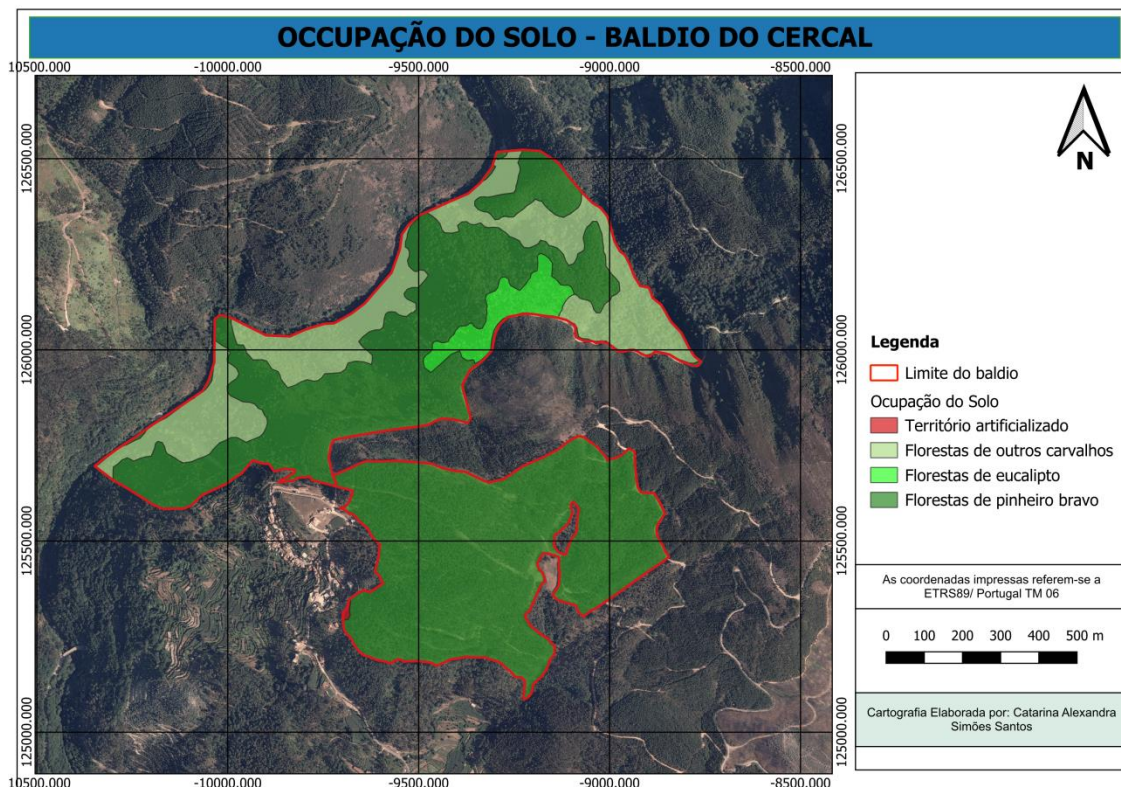 OCCUPAÇÃO DO SOLO - BALDIO DO CERCAL
10500.000
-10000.000
-9500.000
-9000.000
-8500.000
126500.000
126500.000
126000.000
126000.000
125500.000
125500.000
125000.000
125000.000
10500.000
-10000.000
-9500.000
-9000.000
-8500.000
N
Legenda
Limite do baldio
Ocupação do Solo
Território artificializado
Florestas de outros carvalhos
Florestas de eucalipto
Florestas de pinheiro bravo
As coordenadas impressas referem-se a
ETRS89/ Portugal TM 06
0 100 200 300 400 500 m
Cartografia Elaborada por: Catarina Alexandra
Simões Santos